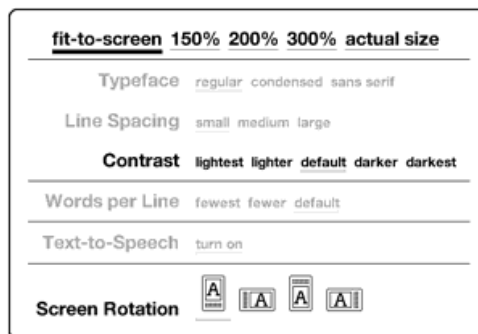 fit-to-screen 150% 200% 300% actual size
Typeface regular condensed sans serif
Line Spacing small medium large
Contrast lightest lighter default darker darkest
Words per Line fewest fewer default
Text-to-Speech turn on
A A A A
Screen Rotation